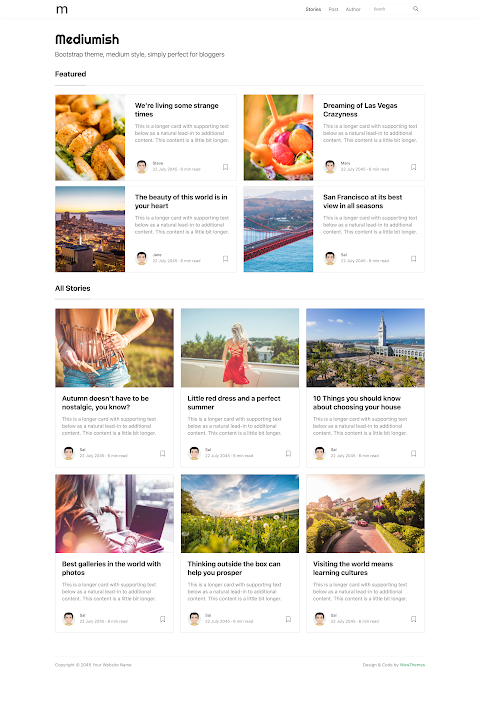 m
Stories Post Author Search
Mediumish
Bootstrap theme, medium style, simply perfect for bloggers
Featured
We're living some strange
times
This is a longer card with supporting text
below as a natural lead-in to additional
content. This content is a little bit longer.
Steve
22 July 2045 · 6 min read
Dreaming of Las Vegas
Crazyness
This is a longer card with supporting text
below as a natural lead-in to additional
content. This content is a little bit longer.
Mary
22 July 2045 · 6 min read
The beauty of this world is in
your heart
This is a longer card with supporting text
below as a natural lead-in to additional
content. This content is a little bit longer.
Jane
22 July 2045 · 6 min read
San Francisco at its best
view in all seasons
This is a longer card with supporting text
below as a natural lead-in to additional
content. This content is a little bit longer.
Sal
22 July 2045 · 6 min read
All Stories
Autumn doesn't have to be
nostalgic, you know?
This is a longer card with supporting text
below as a natural lead-in to additional
content. This content is a little bit longer.
Sal
22 July 2045 · 6 min read
Little red dress and a perfect
summer
This is a longer card with supporting text
below as a natural lead-in to additional
content. This content is a little bit longer.
Sal
22 July 2045 · 6 min read
10 Things you should know
about choosing your house
This is a longer card with supporting text
below as a natural lead-in to additional
content. This content is a little bit longer.
Sal
22 July 2045 · 6 min read
Best galleries in the world with
photos
This is a longer card with supporting text
below as a natural lead-in to additional
content. This content is a little bit longer.
Sal
22 July 2045 · 6 min read
Thinking outside the box can
help you prosper
This is a longer card with supporting text
below as a natural lead-in to additional
content. This content is a little bit longer.
Sal
22 July 2045 · 6 min read
Visiting the world means
learning cultures
This is a longer card with supporting text
below as a natural lead-in to additional
content. This content is a little bit longer.
Sal
22 July 2045 · 6 min read
Copyright © 2045 Your Website Name
Design & Code by WowThemes